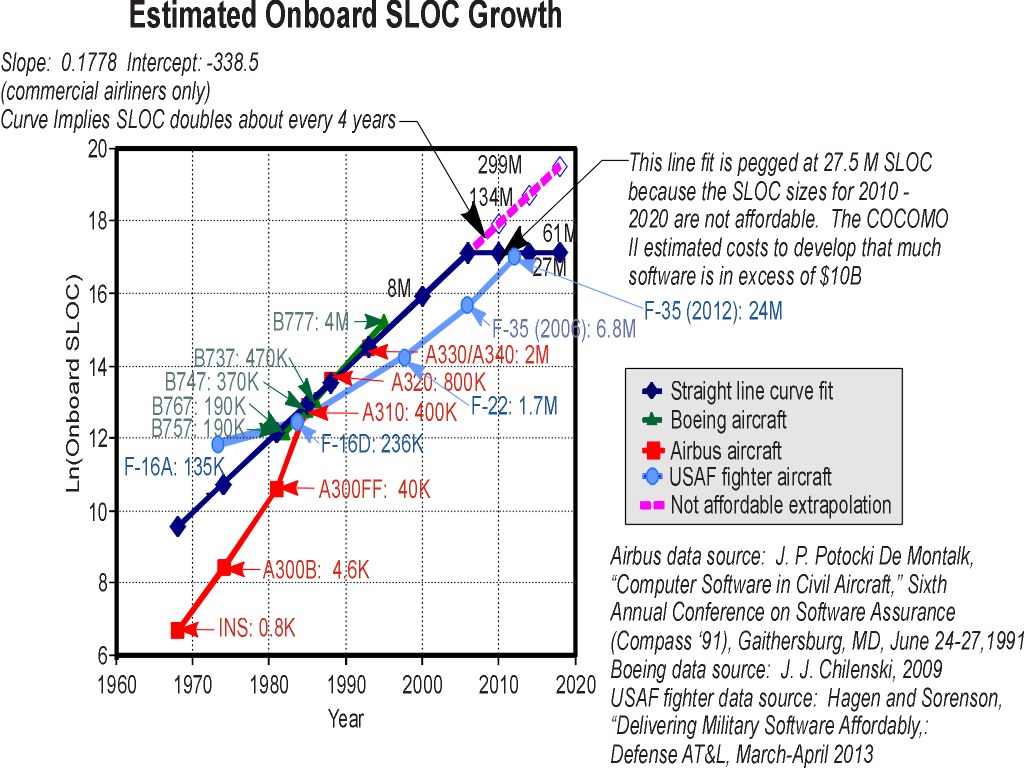 Estimated Onboard SLOC Growth
Slope: 0.1778 Intercept: -338.5
(commercial airliners only)
Curve Implies SLOC doubles about every 4 years
This line fit is pegged at 27.5 M SLOC
because the SLOC sizes for 2010 -
2020 are not affordable. The COCOMO
II estimated costs to develop that much
software is in excess of $10B
20
18
16
14
12
10
8
6
Ln(Onboard SLOC)
299M
134M
61M
27M
8M
B777: 4M
F-35 (2012): 24M
F-35 (2006): 6.8M
B737: 470K
A330/A340: 2M
B747: 370K
A320: 800K
B767: 190K
F-22: 1.7M
A310: 400K
B757: 190K
F-16D: 236K
F-16A: 135K
A300FF: 40K
A300B: 4.6K
INS: 0.8K
1960 1970 1980 1990 2000 2010 2020
Year
Straight line curve fit
Boeing aircraft
Airbus aircraft
USAF fighter aircraft
Not affordable extrapolation
Airbus data source: J. P. Potocki De Montalk,
“Computer Software in Civil Aircraft,” Sixth
Annual Conference on Software Assurance
(Compass ‘91), Gaithersburg, MD, June 24-27,1991
Boeing data source: J. J. Chilenski, 2009
USAF fighter data source: Hagen and Sorenson,
“Delivering Military Software Affordably,:
Defense AT&L, March-April 2013